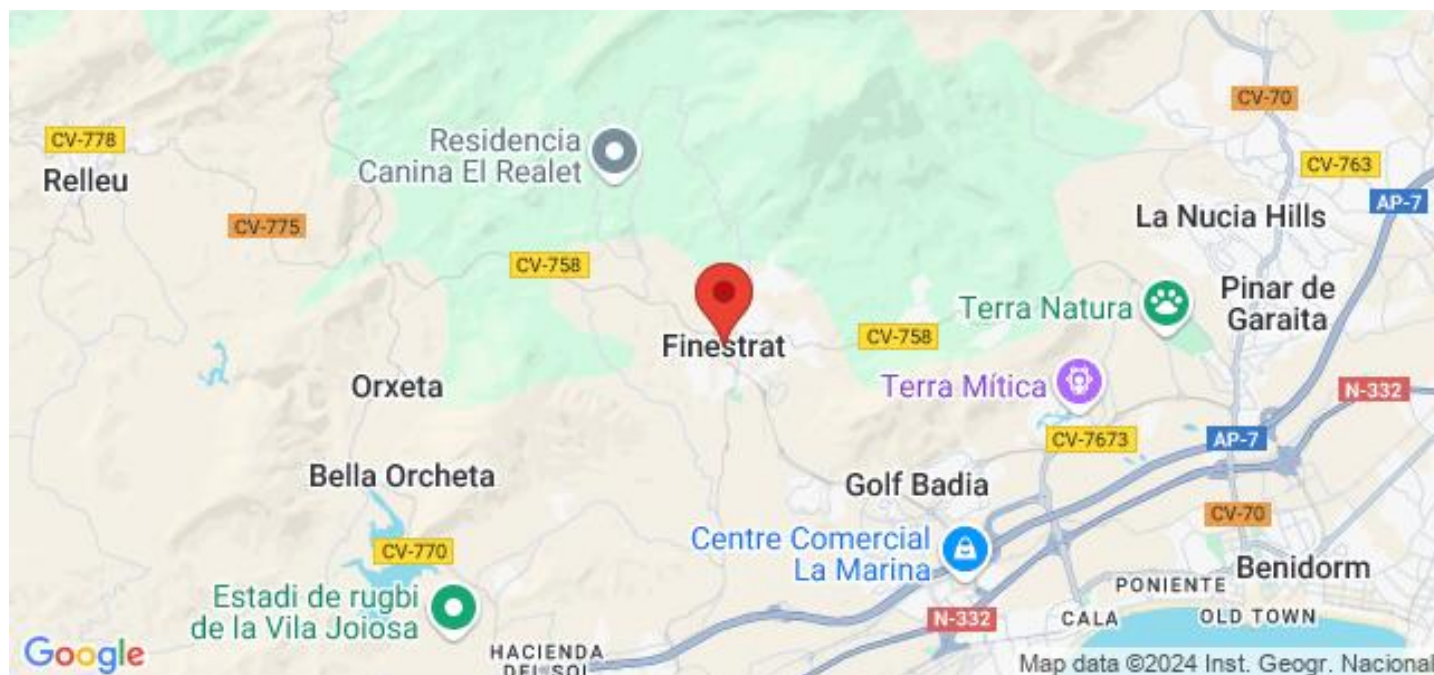 CV-70
CV-778
Residencia
Canina El Realet
CV-763
Relleu
AP-7
La Nucia Hills
CV-775
CV-758
Terra Natura
Pinar de
Garaita
CV-758
Finestrat
Orxeta
Terra Mítica
N-332
CV-7673
AP-7
Bella Orcheta
Golf Badia
CV-70
Centre Comercial
La Marina
CV-770
Benidorm
PONIENTE
Estadi de rugbi
de la Vila Joiosa
N-332
CALA
OLD TOWN
HACIENDA
DEL SOL
Google
Map data ©2024 Inst. Geogr. Nacional